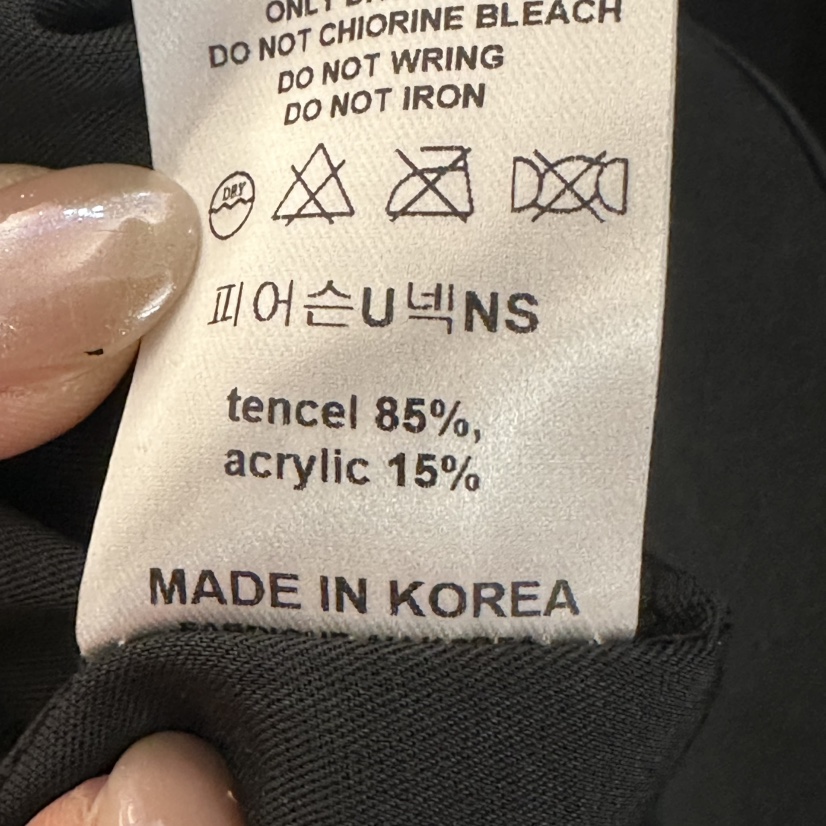 ONLY
DO NOT CHIORINE BLEACH
DO NOT WRING
DO NOT IRON
DRY
피어슨U넥NS
tencel 85%,
acrylic 15%
MADE IN KOREA